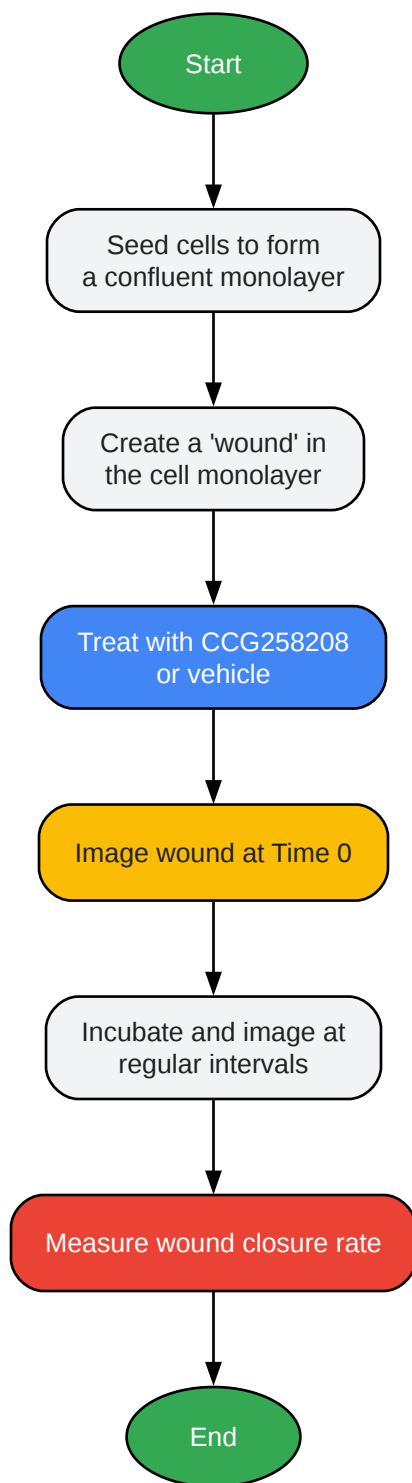 Start
Seed cells to form
a confluent monolayer
Create a 'wound' in
the cell monolayer
Treat with CCG258208
or vehicle
Image wound at Time 0
Incubate and image at
regular intervals
Measure wound closure rate
End